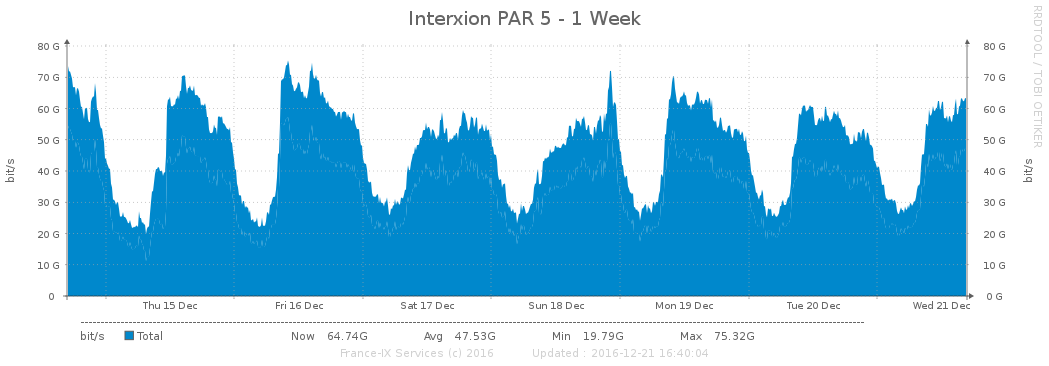 Interxion PAR 5 - 1 Week
RRDTOOL / TOBI OETIKER
bit/s
bit/s
80 G 80 G
70 G 70 G
60 G 60 G
50 G 50 G
40 G 40 G
30 G 30 G
20 G 20 G
10 G 10 G
0 0 G
Thu 15 Dec Fri 16 Dec Sat 17 Dec Sun 18 Dec Mon 19 Dec Tue 20 Dec Wed 21 Dec
bit/s Total Now 64.74G Avg 47.53G Min 19.79G Max 75.32G
France-IX Services (c) 2016 Updated : 2016-12-21 16:40:04